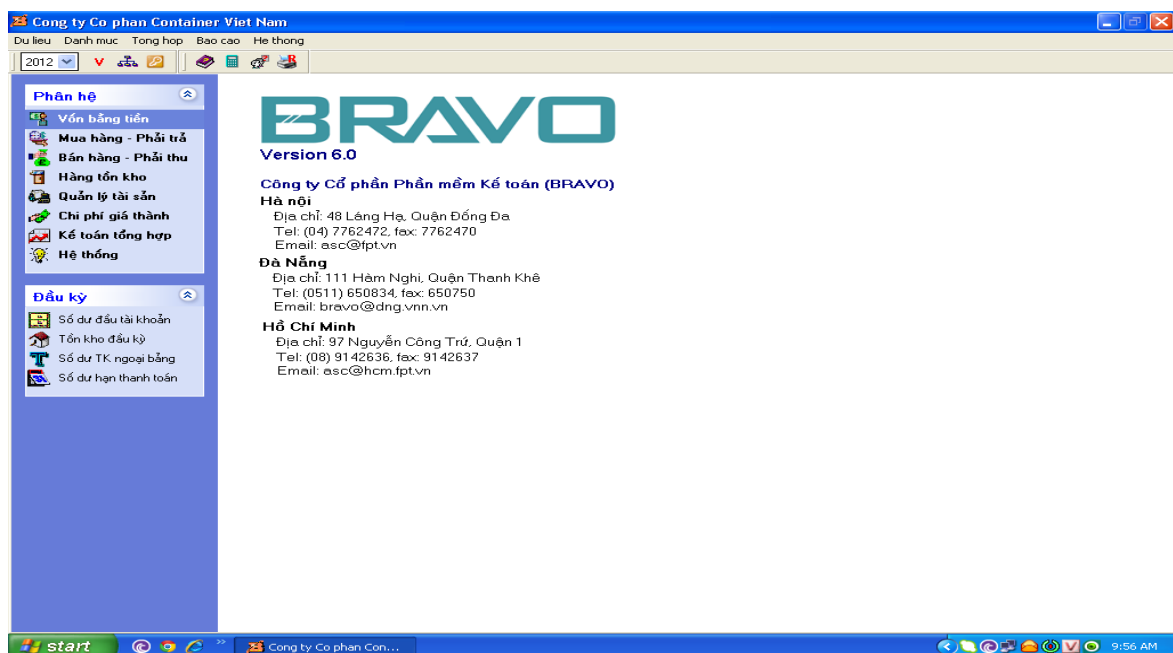 Cong ty Co phan Container Viet Nam
Du lieu Danh muc Tong hop Bao cao He thong
2012
Phân hệ
Vốn bằng tiền
Mua hàng - Phải trả
Bán hàng - Phải thu
Hàng tồn kho
Quản lý tài sản
Chi phí giá thành
Kế toán tổng hợp
Hệ thống
Đầu kỳ
Số dư đầu tài khoản
Tồn kho đầu kỳ
Số dư TK ngoại bảng
Số dư hạn thanh toán
BRAVO
Version 6.0
Công ty Cổ phần Phần mềm Kế toán (BRAVO)
Hà nội
Địa chỉ: 48 Láng Hạ, Quận Đống Đa
Tel: (04) 7762472, fax: 7762470
Email: asc@fpt.vn
Đà Nẵng
Địa chỉ: 111 Hàm Nghi, Quận Thanh Khê
Tel: (0511) 650834, fax: 650750
Email: bravo@dng.vnn.vn
Hồ Chí Minh
Địa chỉ: 97 Nguyễn Công Trứ, Quận 1
Tel: (08) 9142636, fax: 9142637
Email: asc@hcm.fpt.vn
start Cong ty Co phan Con... 9:56 AM